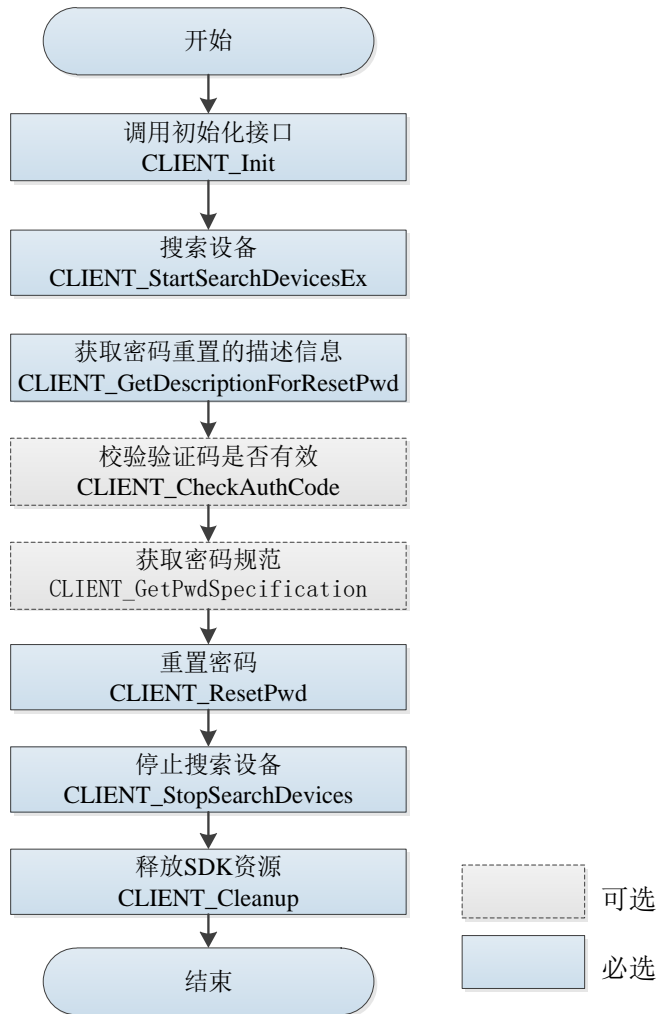 开始
调用初始化接口
CLIENT_Init
搜索设备
CLIENT_StartSearchDevicesEx
获取密码重置的描述信息
CLIENT_GetDescriptionForResetPwd
校验验证码是否有效
CLIENT_CheckAuthCode
获取密码规范
CLIENT_GetPwdSpecification
重置密码
CLIENT_ResetPwd
停止搜索设备
CLIENT_StopSearchDevices
释放SDK资源
CLIENT_Cleanup
结束
可选
必选